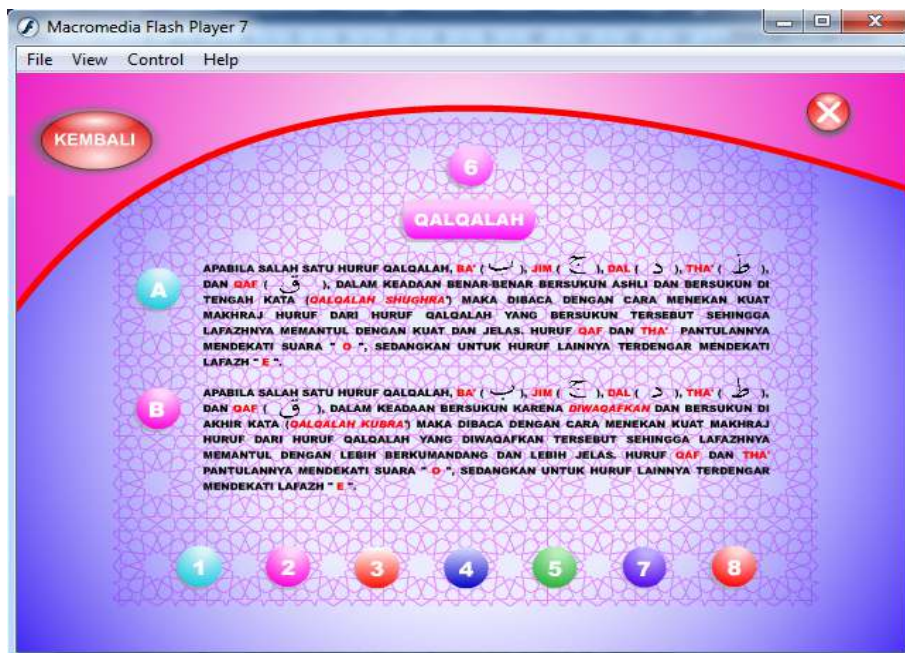 Macromedia Flash Player 7
File View Control Help
KEMBALI
6
QALQALAH
A
APABILA SALAH SATU HURUF QALQALAH, BA' ( ب ), JIM ( ج ), DAL ( د ), THA' ( ط ),
DAN QAF ( ق ), DALAM KEADAAN BENAR-BENAR BERSUKUN ASHLI DAN BERSUKUN DI
TENGAH KATA (QALQALAH SHUGHRA') MAKA DIBACA DENGAN CARA MENEKAN KUAT
MAKHRAJ HURUF DARI HURUF QALQALAH YANG BERSUKUN TERSEBUT SEHINGGA
LAFAZHNYA MEMANTUL DENGAN KUAT DAN JELAS. HURUF QAF DAN THA' PANTULANNYA
MENDEKATI SUARA " O ", SEDANGKAN UNTUK HURUF LAINNYA TERDENGAR MENDEKATI
LAFAZH " E ".
B
APABILA SALAH SATU HURUF QALQALAH, BA' ( ب ), JIM ( ج ), DAL ( د ), THA' ( ط ),
DAN QAF ( ق ), DALAM KEADAAN BERSUKUN KARENA DIWAQAFKAN DAN BERSUKUN DI
AKHIR KATA (QALQALAH KUBRA') MAKA DIBACA DENGAN CARA MENEKAN KUAT MAKHRAJ
HURUF DARI HURUF QALQALAH YANG DIWAQAFKAN TERSEBUT SEHINGGA LAFAZHNYA
MEMANTUL DENGAN LEBIH BERKUMANDANG DAN LEBIH JELAS. HURUF QAF DAN THA'
PANTULANNYA MENDEKATI SUARA " O ", SEDANGKAN UNTUK HURUF LAINNYA TERDENGAR
MENDEKATI LAFAZH " E ".
1 2 3 4 5 7 8